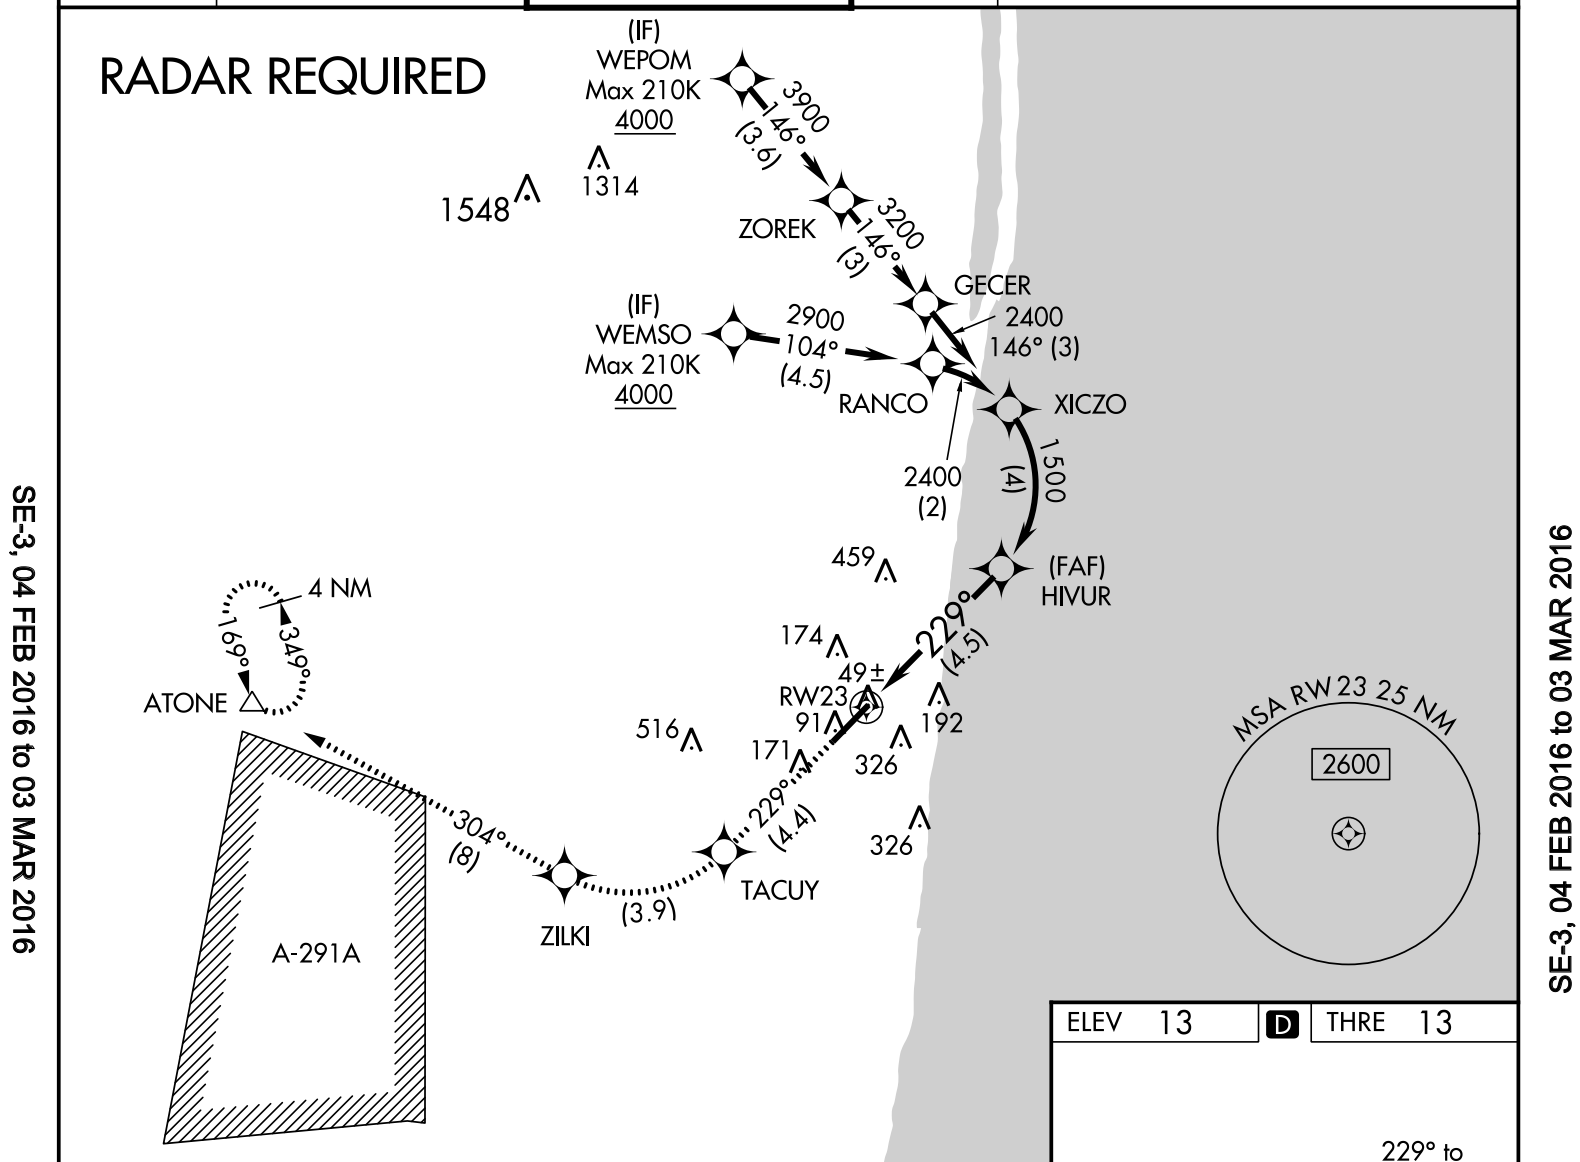 RADAR REQUIRED
(IF)
WEPOM
Max 210K
4000
3900
146°
(3.6)
1314
1548
ZOREK
3200
146°
(3)
GECER
2400
146° (3)
(IF)
WEMSO
Max 210K
4000
2900
104°
(4.5)
RANCO
XICZO
2400
(2)
1500
(4)
(FAF)
HIVUR
459
229°
(4.5)
174
49±
RW23
91
192
516
171
326
326
4 NM
169°
349°
ATONE
229°
(4.4)
TACUY
304°
(8)
(3.9)
ZILKI
A-291A
MSA RW23 25 NM
2600
ELEV 13
D
THRE 13
229° to
SE-3, 04 FEB 2016 to 03 MAR 2016
SE-3, 04 FEB 2016 to 03 MAR 2016